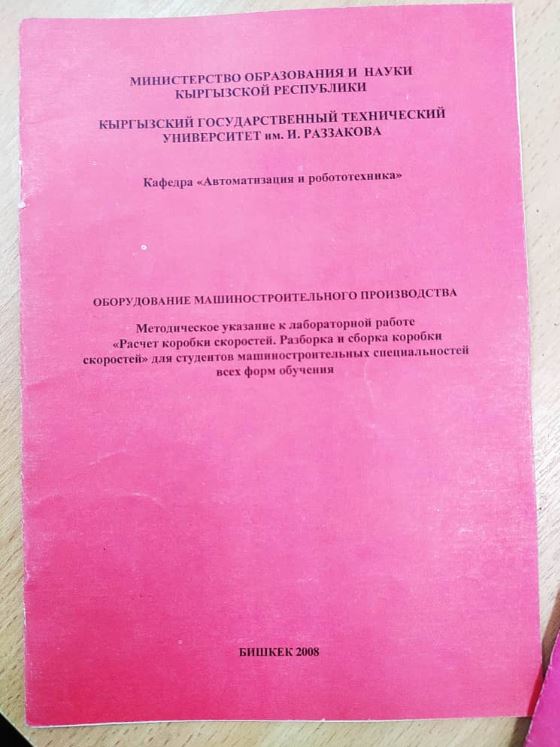 МИНИСТЕРСТВО ОБРАЗОВАНИЯ И НАУКИ
КЫРГЫЗСКОЙ РЕСПУБЛИКИ
КЫРГЫЗСКИЙ ГОСУДАРСТВЕННЫЙ ТЕХНИЧЕСКИЙ
УНИВЕРСИТЕТ им. И. РАЗЗАКОВА
Кафедра «Автоматизация и робототехника»
ОБОРУДОВАНИЕ МАШИНОСТРОИТЕЛЬНОГО ПРОИЗВОДСТВА
Методическое указание к лабораторной работе
«Расчет коробки скоростей. Разборка и сборка коробки
скоростей» для студентов машиностроительных специальностей
всех форм обучения
БИШКЕК 2008